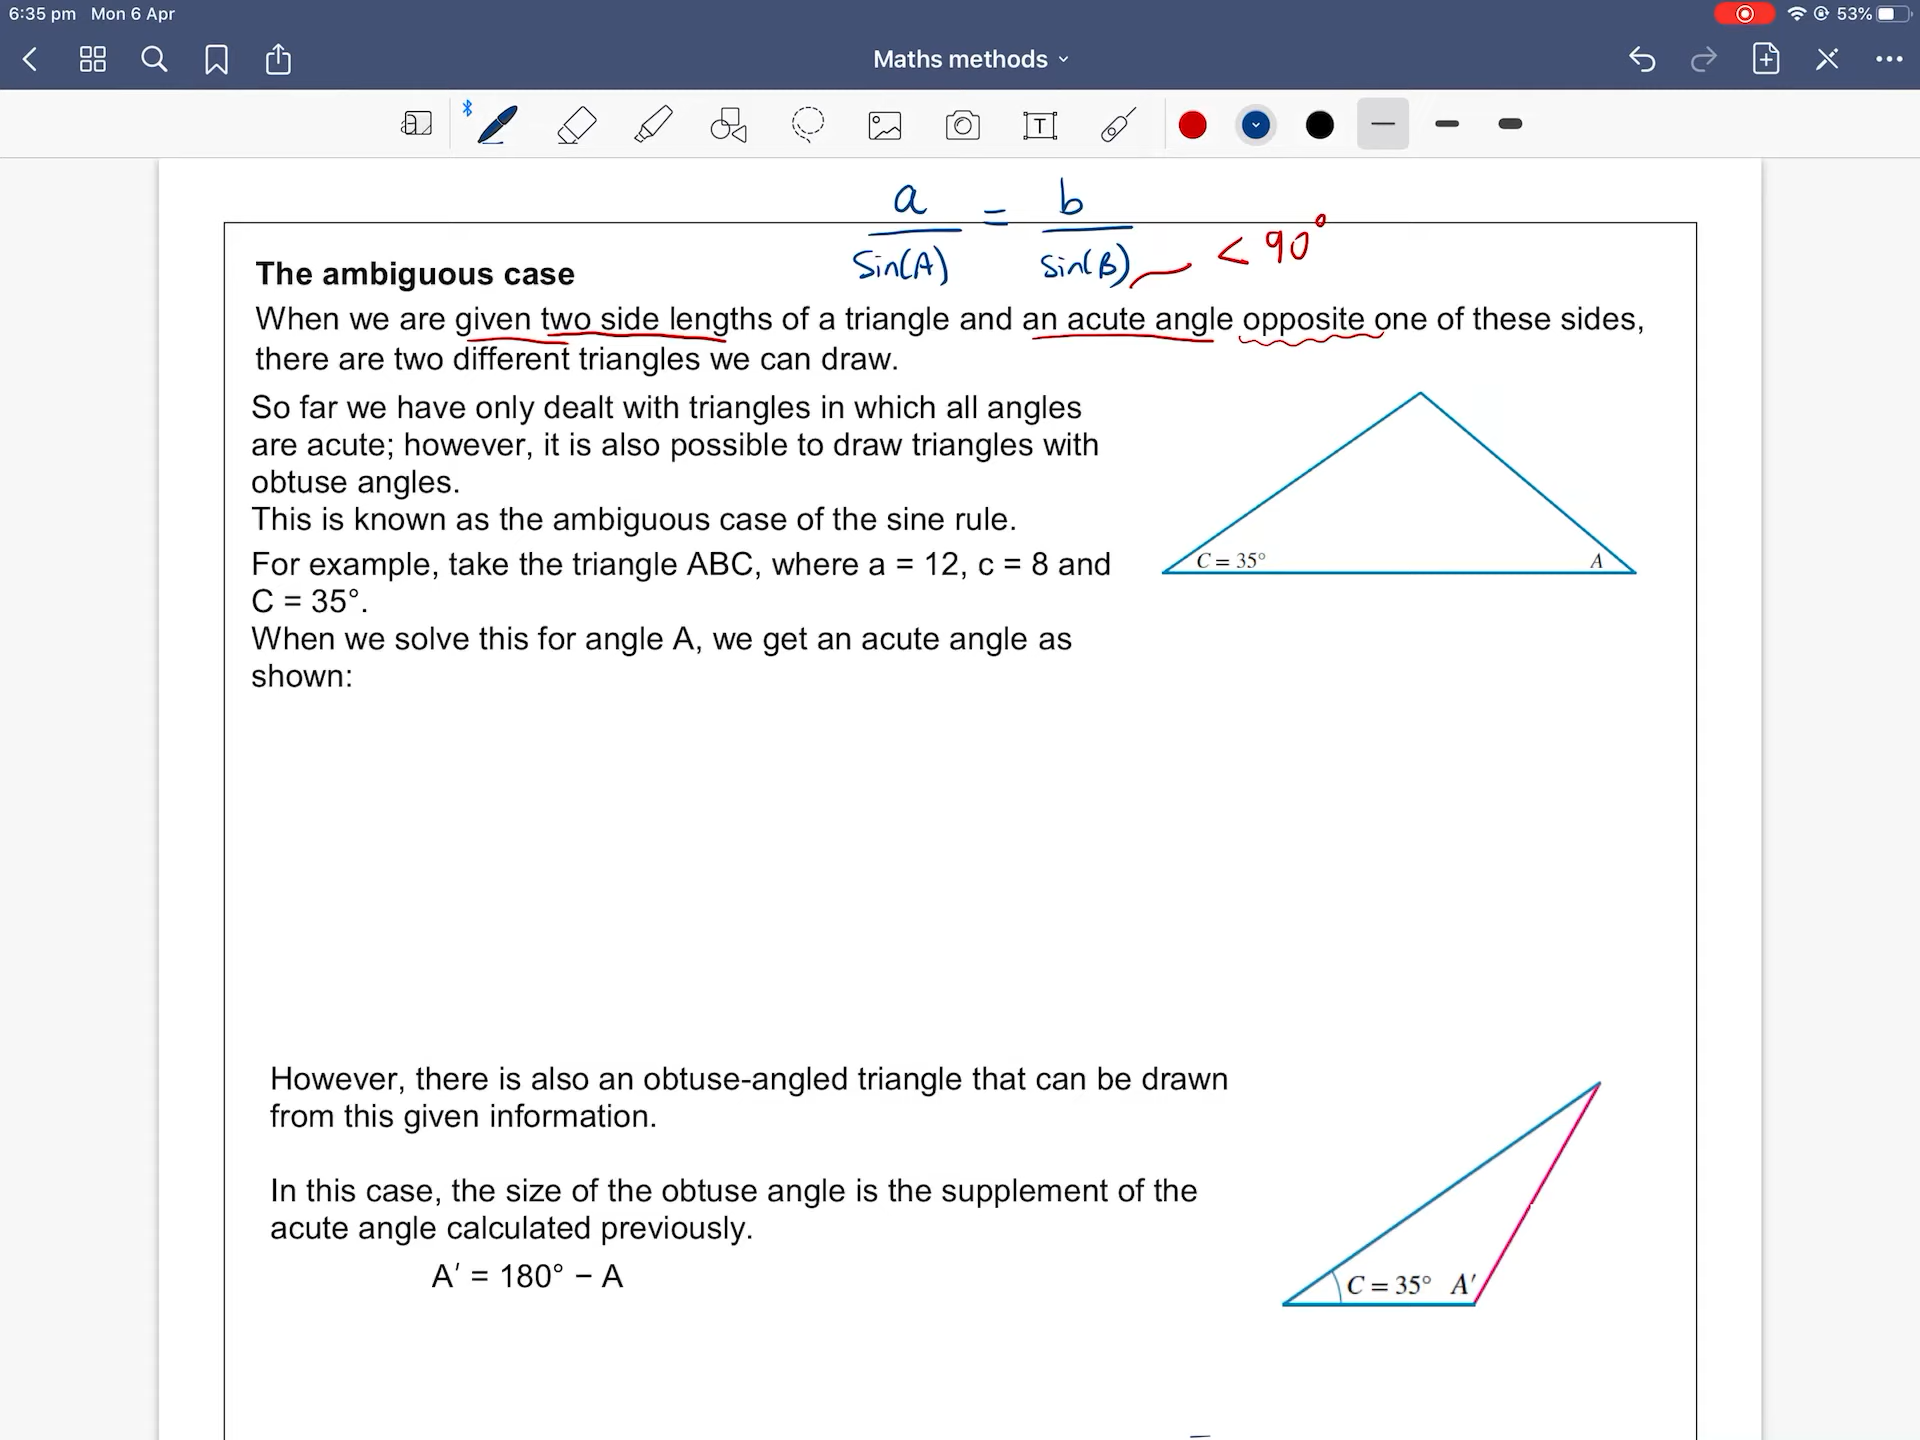 6:35 pm Mon 6 Apr
53%
Maths methods
a
T
a = b
sin(A) sin(B) < 90°
The ambiguous case
When we are given two side lengths of a triangle and an acute angle opposite one of these sides,
there are two different triangles we can draw.
So far we have only dealt with triangles in which all angles
are acute; however, it is also possible to draw triangles with
obtuse angles.
This is known as the ambiguous case of the sine rule.
For example, take the triangle ABC, where a = 12, c = 8 and
C = 35°.
When we solve this for angle A, we get an acute angle as
shown:
C = 35° A
However, there is also an obtuse-angled triangle that can be drawn
from this given information.
In this case, the size of the obtuse angle is the supplement of the
acute angle calculated previously.
A′ = 180° − A
C = 35° A′